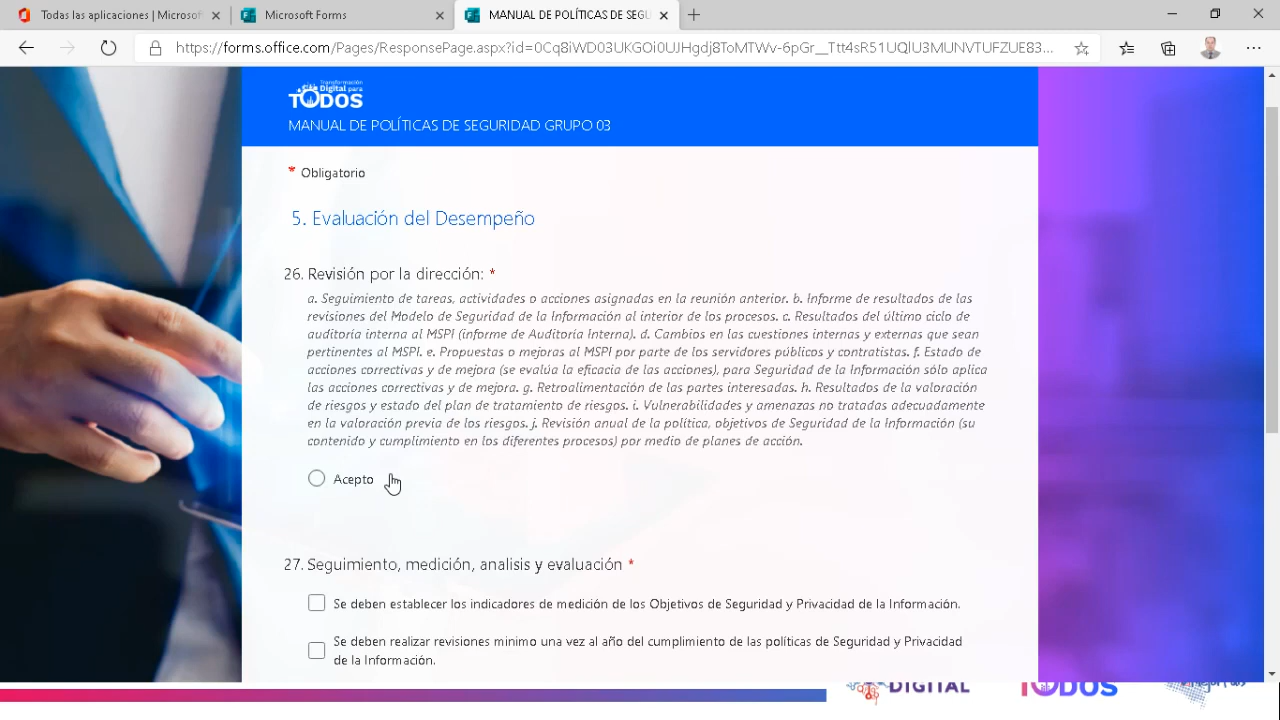 Todas las aplicaciones | Microsof
Microsoft Forms
MANUAL DE POLÍTICAS DE SEGU
https://forms.office.com/Pages/ResponsePage.aspx?id=
Transformación
Digital para
TODOS
MANUAL DE POLÍTICAS DE SEGURIDAD GRUPO 03
* Obligatorio
5. Evaluación del Desempeño
26. Revisión por la dirección: *
a. Seguimiento de tareas, actividades o acciones asignadas en la reunión anterior. b. Informe de resultados de las
revisiones del Modelo de Seguridad de la Información al interior de los procesos. c. Resultados del último ciclo de
auditoría interna al MSPI (informe de Auditoría Interna). d. Cambios en las cuestiones internas y externas que sean
pertinentes al MSPI. e. Propuestas o mejoras al MSPI por parte de los servidores públicos y contratistas. f. Estado de
acciones correctivas y de mejora (se evalúa la eficacia de las acciones), para Seguridad de la Información sólo aplica
las acciones correctivas y de mejora. g. Retroalimentación de las partes interesadas. h. Resultados de la valoración
de riesgos y estado del plan de tratamiento de riesgos. i. Vulnerabilidades y amenazas no tratadas adecuadamente
en la valoración previa de los riesgos. j. Revisión anual de la política, objetivos de Seguridad de la Información (su
contenido y cumplimiento en los diferentes procesos) por medio de planes de acción.
Acepto
27. Seguimiento, medición, analisis y evaluación *
Se deben establecer los indicadores de medición de los Objetivos de Seguridad y Privacidad de la Información.
Se deben realizar revisiones minimo una vez al año del cumplimiento de las políticas de Seguridad y Privacidad
de la Información.
DIGITAL TODOS